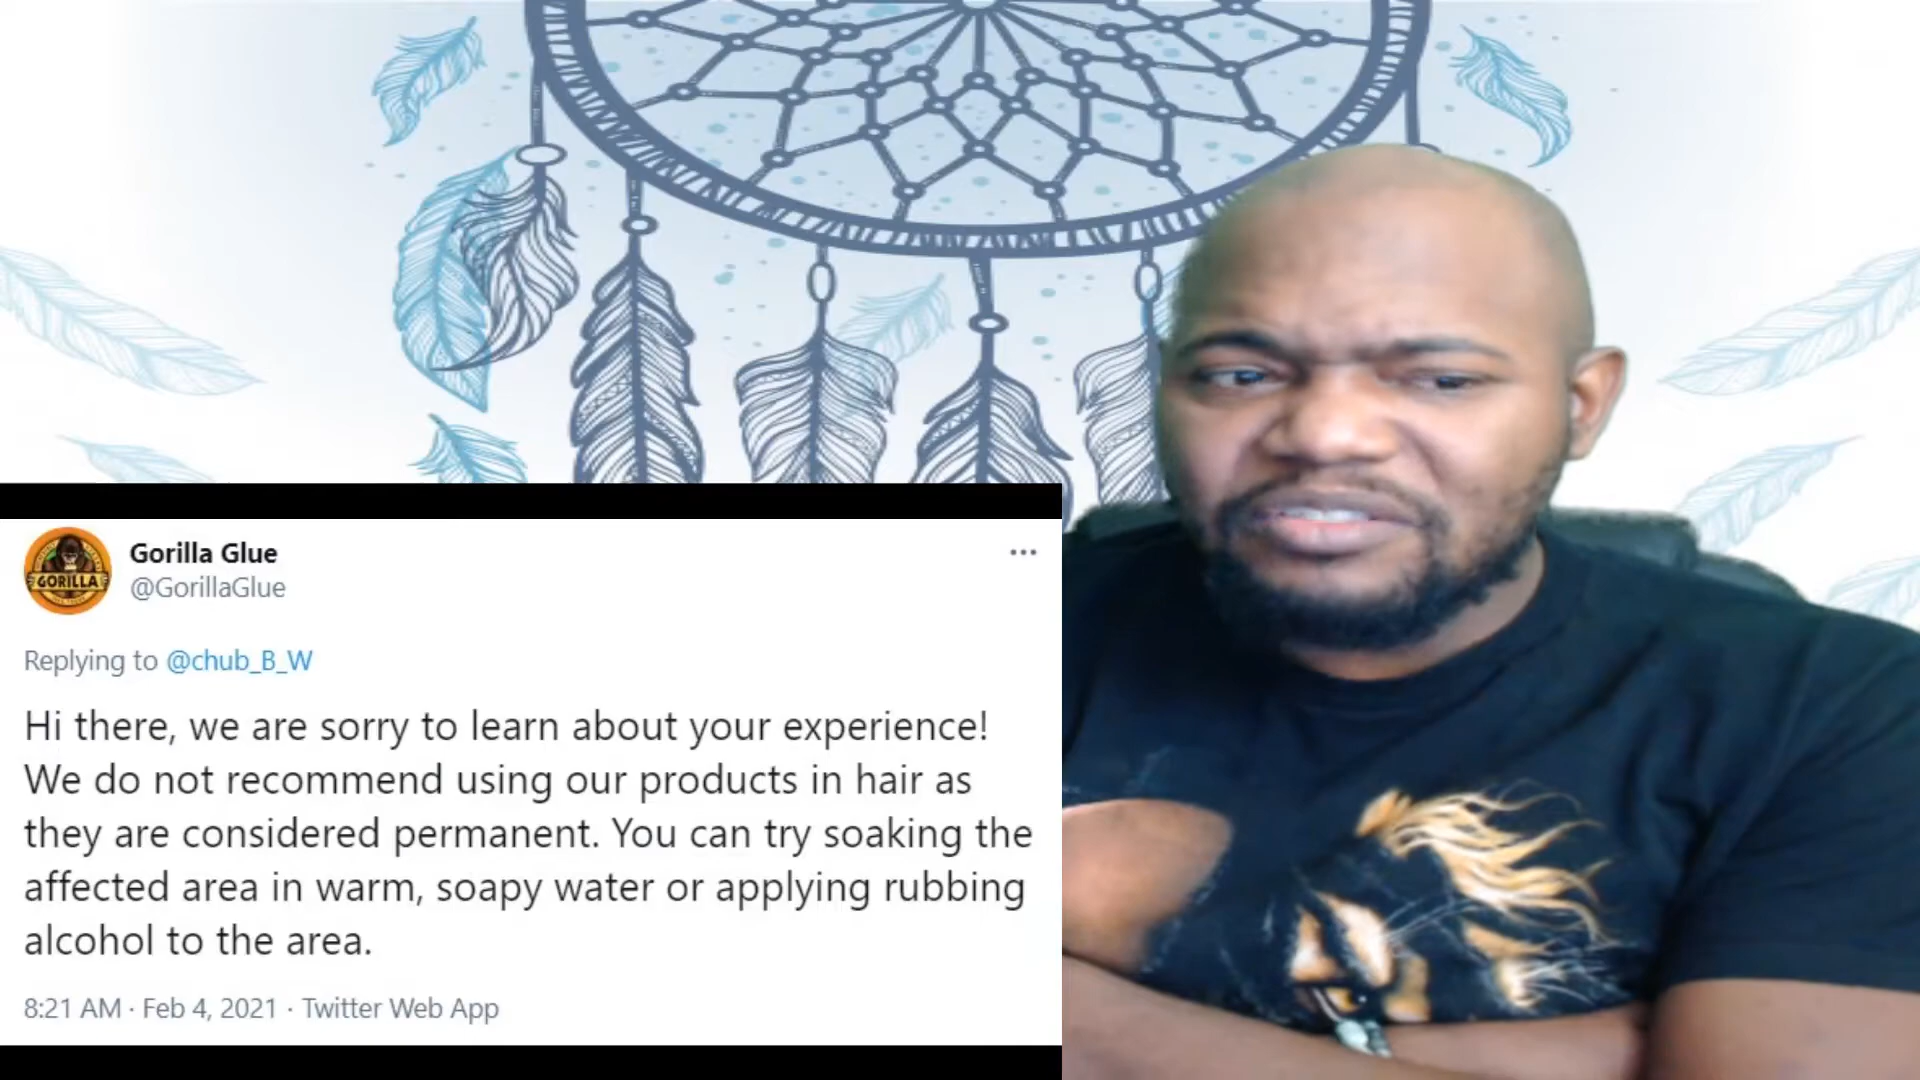 GORILLA
Gorilla Glue
@GorillaGlue
Replying to @chub_B_W
Hi there, we are sorry to learn about your experience!
We do not recommend using our products in hair as
they are considered permanent. You can try soaking the
affected area in warm, soapy water or applying rubbing
alcohol to the area.
8:21 AM · Feb 4, 2021 · Twitter Web App